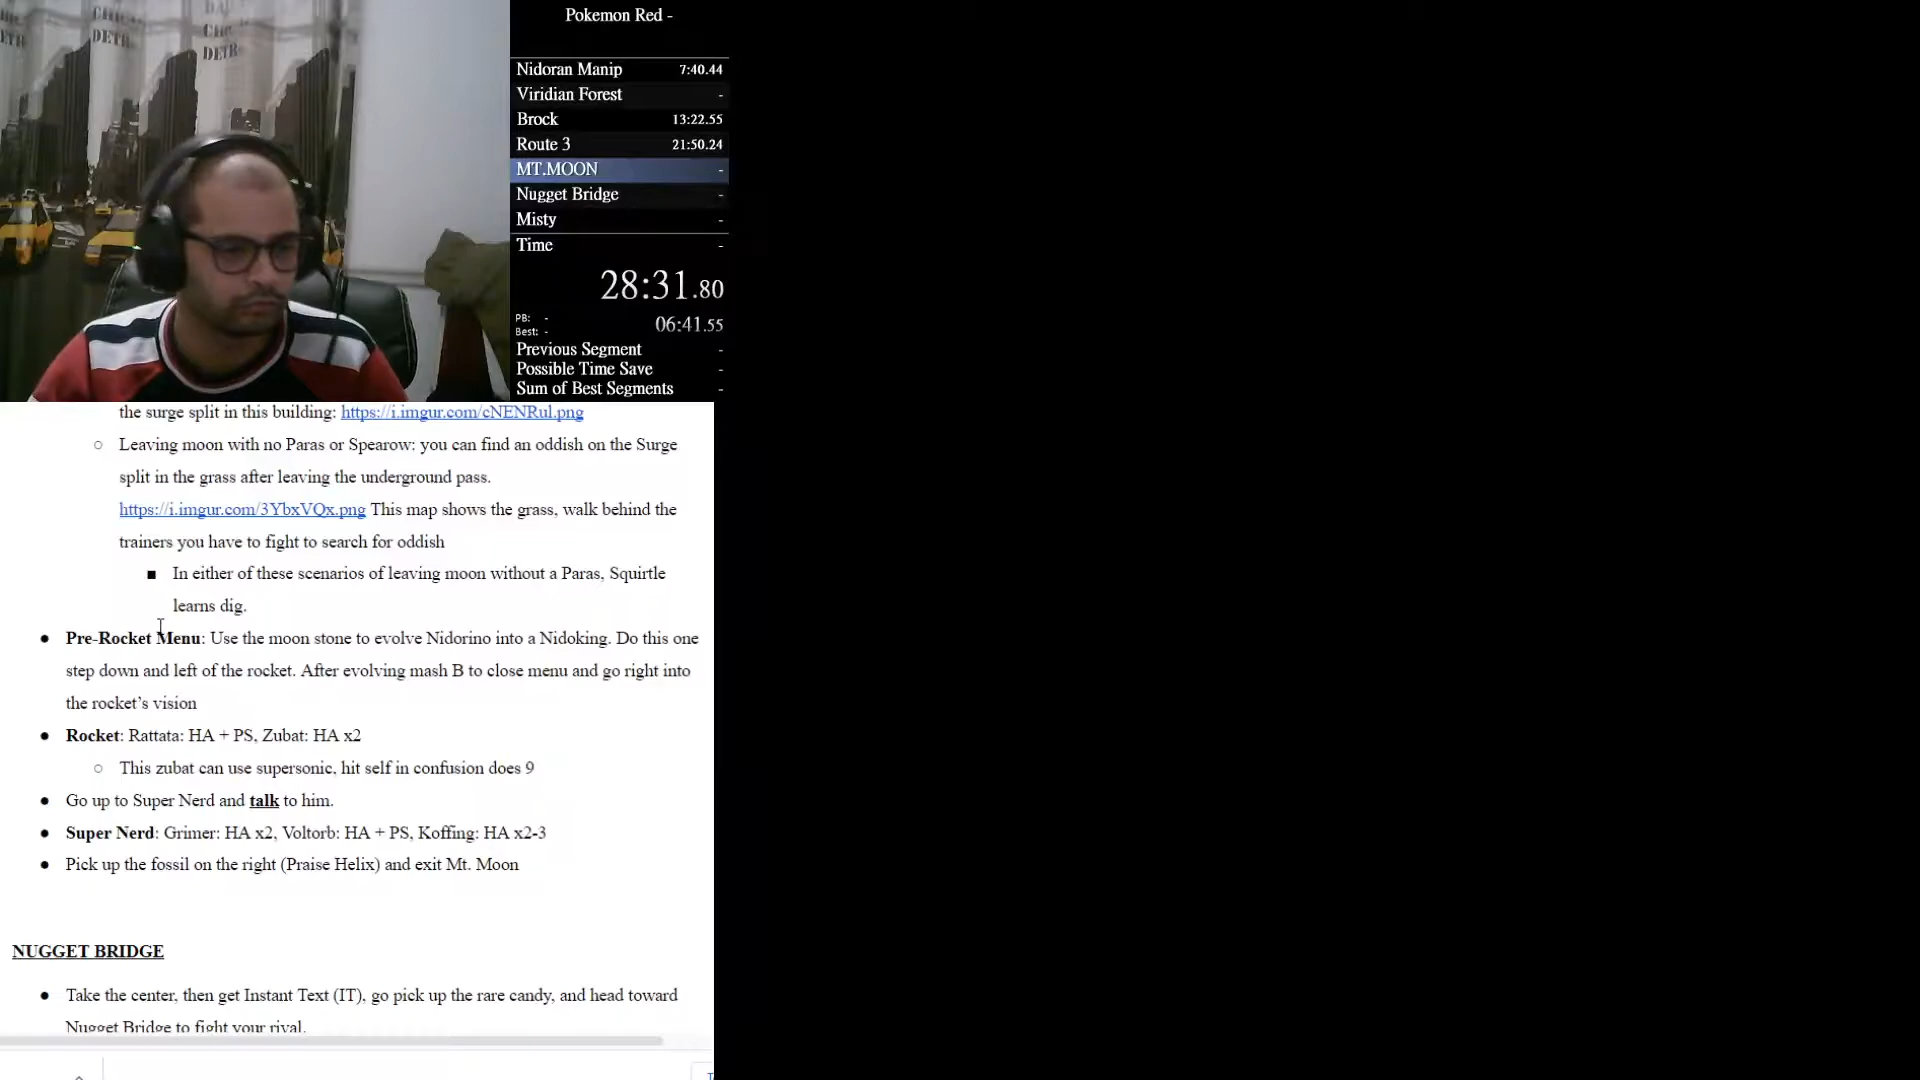 Pokemon Red -
Nidoran Manip 7:40.44
Viridian Forest -
Brock 13:22.55
Route 3 21:50.24
MT.MOON -
Nugget Bridge -
Misty -
Time -
28:31.80
PB: -
Best: -
06:41.55
Previous Segment -
Possible Time Save -
Sum of Best Segments -
the surge split in this building: https://i.imgur.com/cNENRul.png
○ Leaving moon with no Paras or Spearow: you can find an oddish on the Surge
split in the grass after leaving the underground pass.
https://i.imgur.com/3YbxVQx.png This map shows the grass, walk behind the
trainers you have to fight to search for oddish
■ In either of these scenarios of leaving moon without a Paras, Squirtle
learns dig.
● Pre-Rocket Menu: Use the moon stone to evolve Nidorino into a Nidoking. Do this one
step down and left of the rocket. After evolving mash B to close menu and go right into
the rocket’s vision
● Rocket: Rattata: HA + PS, Zubat: HA x2
○ This zubat can use supersonic, hit self in confusion does 9
● Go up to Super Nerd and talk to him.
● Super Nerd: Grimer: HA x2, Voltorb: HA + PS, Koffing: HA x2-3
● Pick up the fossil on the right (Praise Helix) and exit Mt. Moon
NUGGET BRIDGE
● Take the center, then get Instant Text (IT), go pick up the rare candy, and head toward
Nugget Bridge to fight your rival.